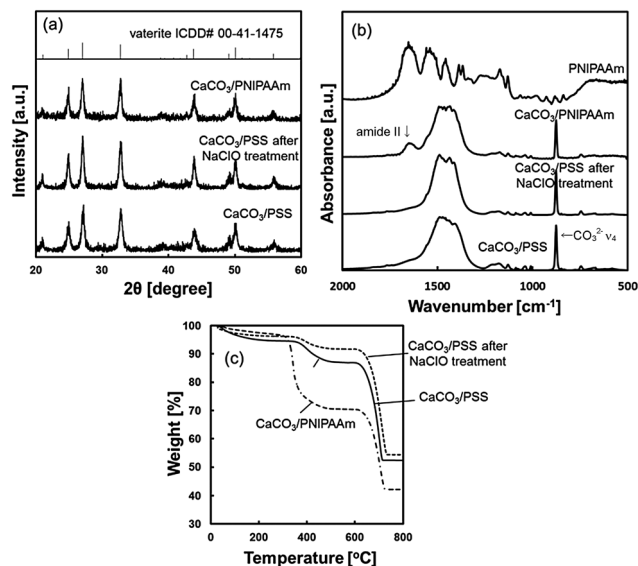 (a)
vaterite ICDD# 00-41-1475
CaCO3/PNIPAAm
CaCO3/PSS after
NaClO treatment
CaCO3/PSS
Intensity [a.u.]
20 30 40 50 60
2θ [degree]
(b)
PNIPAAm
CaCO3/PNIPAAm
amide II ↓
CaCO3/PSS after
NaClO treatment
CaCO3/PSS
←CO3²⁻ ν4
Absorbance [a.u.]
2000 1500 1000 500
Wavenumber [cm-1]
(c)
100
90
80
70
60
50
40
30
CaCO3/PSS after
NaClO treatment
CaCO3/PSS
CaCO3/PNIPAAm
Weight [%]
0 200 400 600 800
Temperature [oC]